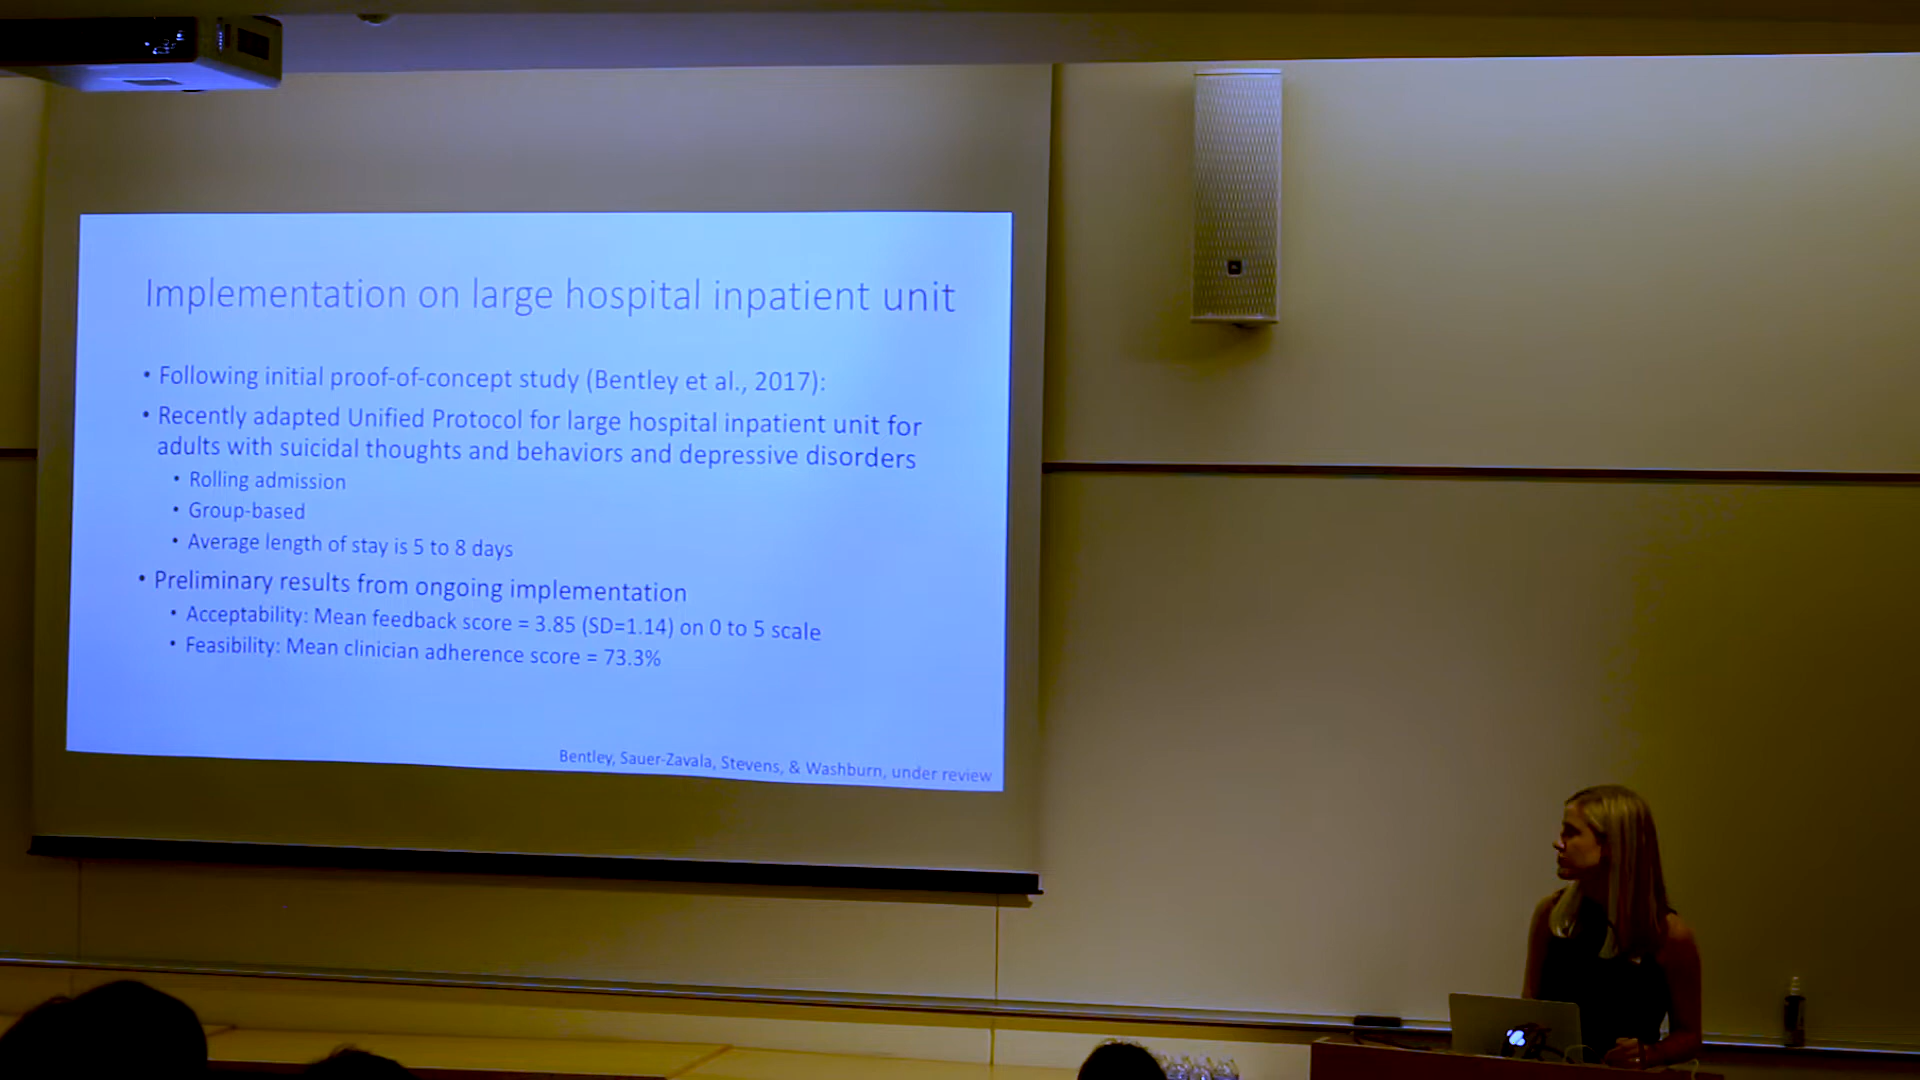 Implementation on large hospital inpatient unit
• Following initial proof-of-concept study (Bentley et al., 2017):
• Recently adapted Unified Protocol for large hospital inpatient unit for
adults with suicidal thoughts and behaviors and depressive disorders
• Rolling admission
• Group-based
• Average length of stay is 5 to 8 days
• Preliminary results from ongoing implementation
• Acceptability: Mean feedback score = 3.85 (SD=1.14) on 0 to 5 scale
• Feasibility: Mean clinician adherence score = 73.3%
Bentley, Sauer-Zavala, Stevens, & Washburn, under review